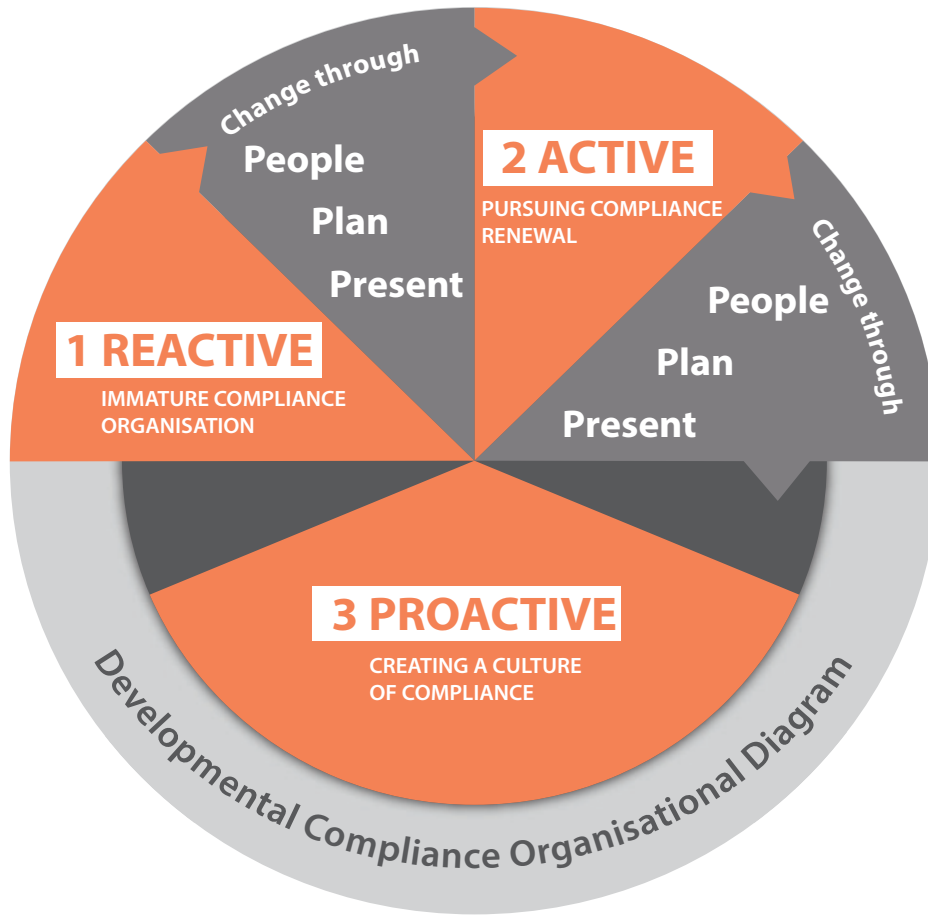 1 REACTIVE
IMMATURE COMPLIANCE
ORGANISATION
Change through
People
Plan
Present
2 ACTIVE
PURSUING COMPLIANCE
RENEWAL
Change through
People
Plan
Present
3 PROACTIVE
CREATING A CULTURE
OF COMPLIANCE
Developmental Compliance Organisational Diagram